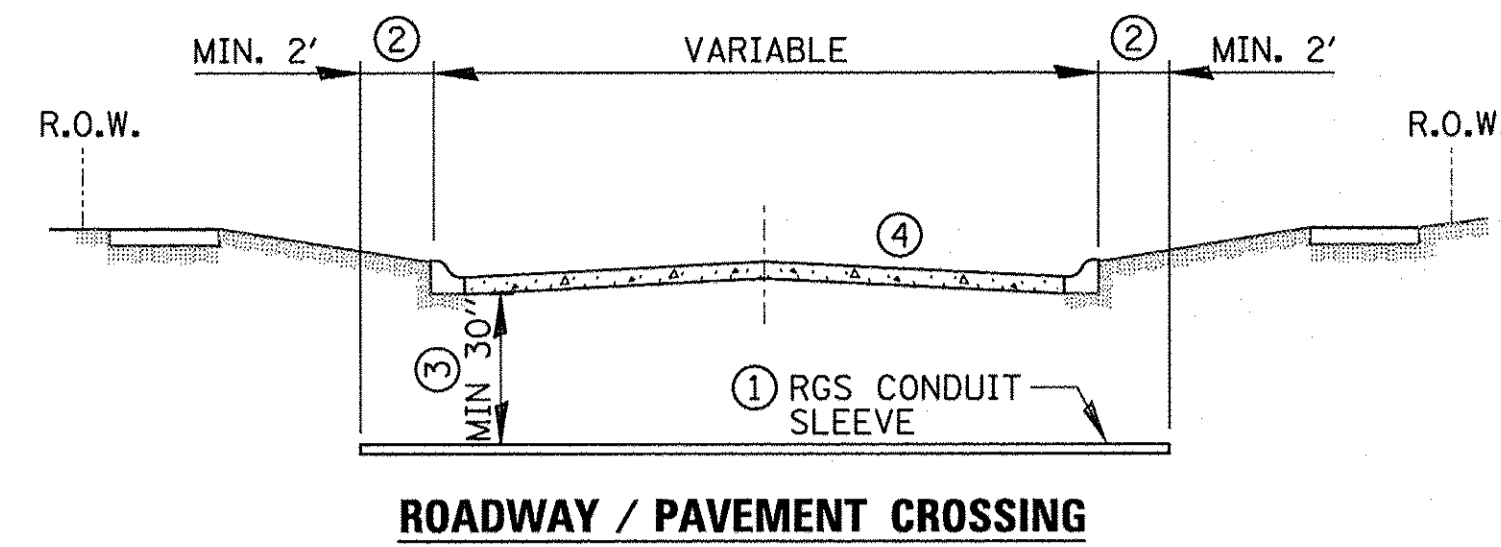 MIN. 2' ② VARIABLE ② MIN. 2'
R.O.W. R.O.W.
④
③ MIN 30"
① RGS CONDUIT
SLEEVE
ROADWAY / PAVEMENT CROSSING